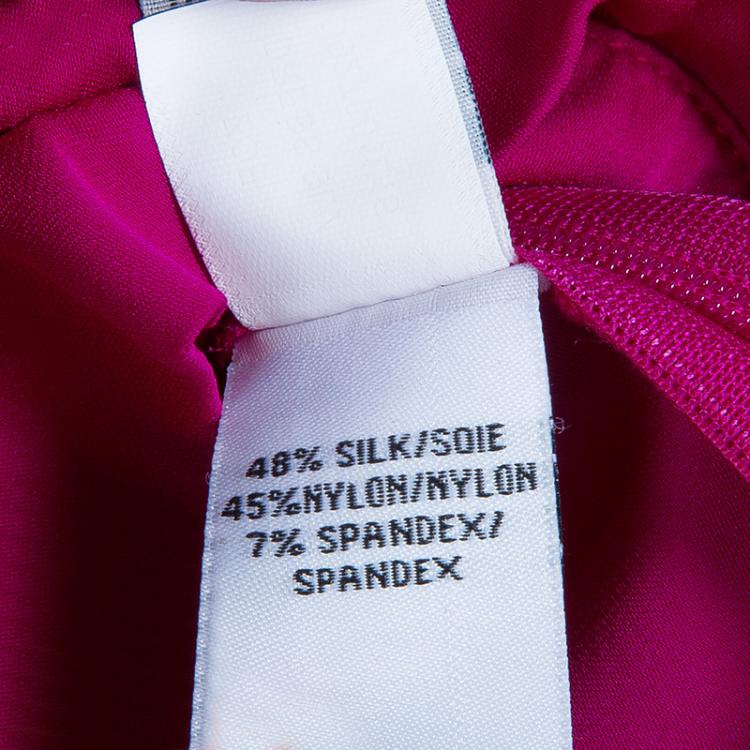 48% SILK/SOIE
45%NYLON/NYLON
7% SPANDEX/
SPANDEX